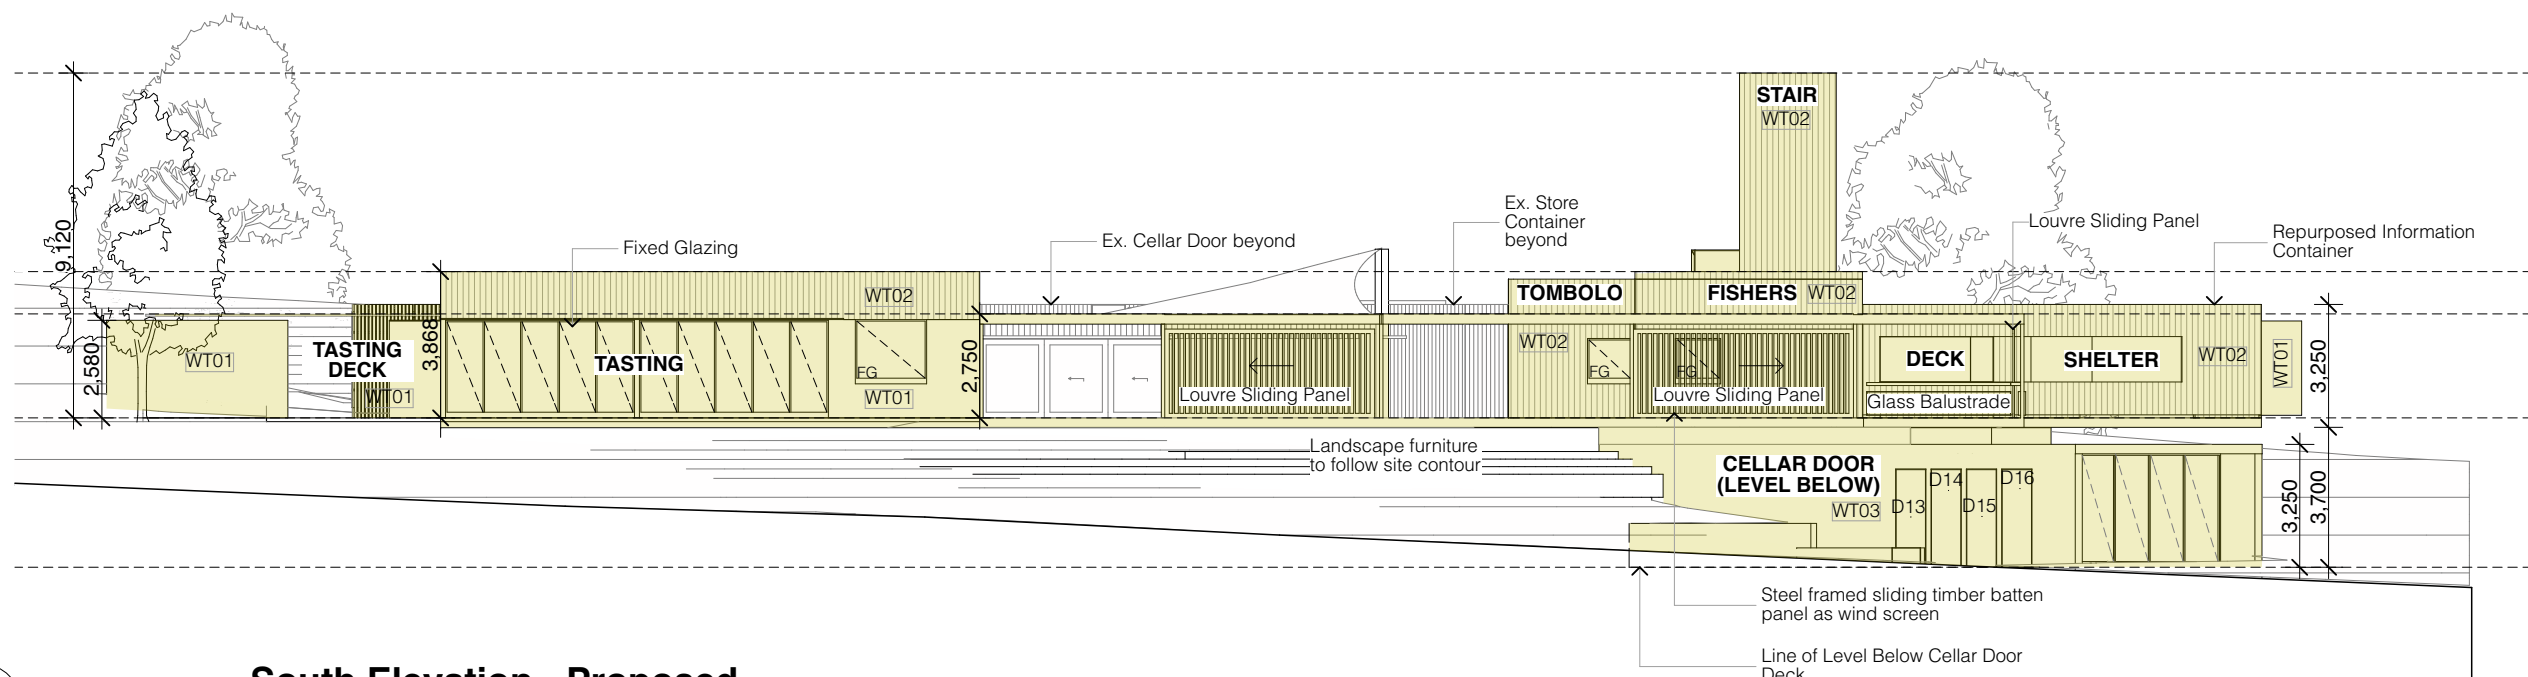 STAIR
WT02
Ex. Store
Container
beyond
Louvre Sliding Panel
Repurposed Information
Container
9,120
Fixed Glazing
Ex. Cellar Door beyond
WT02
TOMBOLO
FISHERS
WT02
2,580
WT01
TASTING
DECK
WT01
3,868
TASTING
FG
WT01
2,750
Louvre Sliding Panel
WT02
FG
FG
Louvre Sliding Panel
DECK
Glass Balustrade
SHELTER
WT02
WT01
3,250
Landscape furniture
to follow site contour
CELLAR DOOR
(LEVEL BELOW)
WT03
D13
D14
D15
D16
3,250
3,700
Steel framed sliding timber batten
panel as wind screen
Line of Level Below Cellar Door
Deck
South Elevation - Proposed